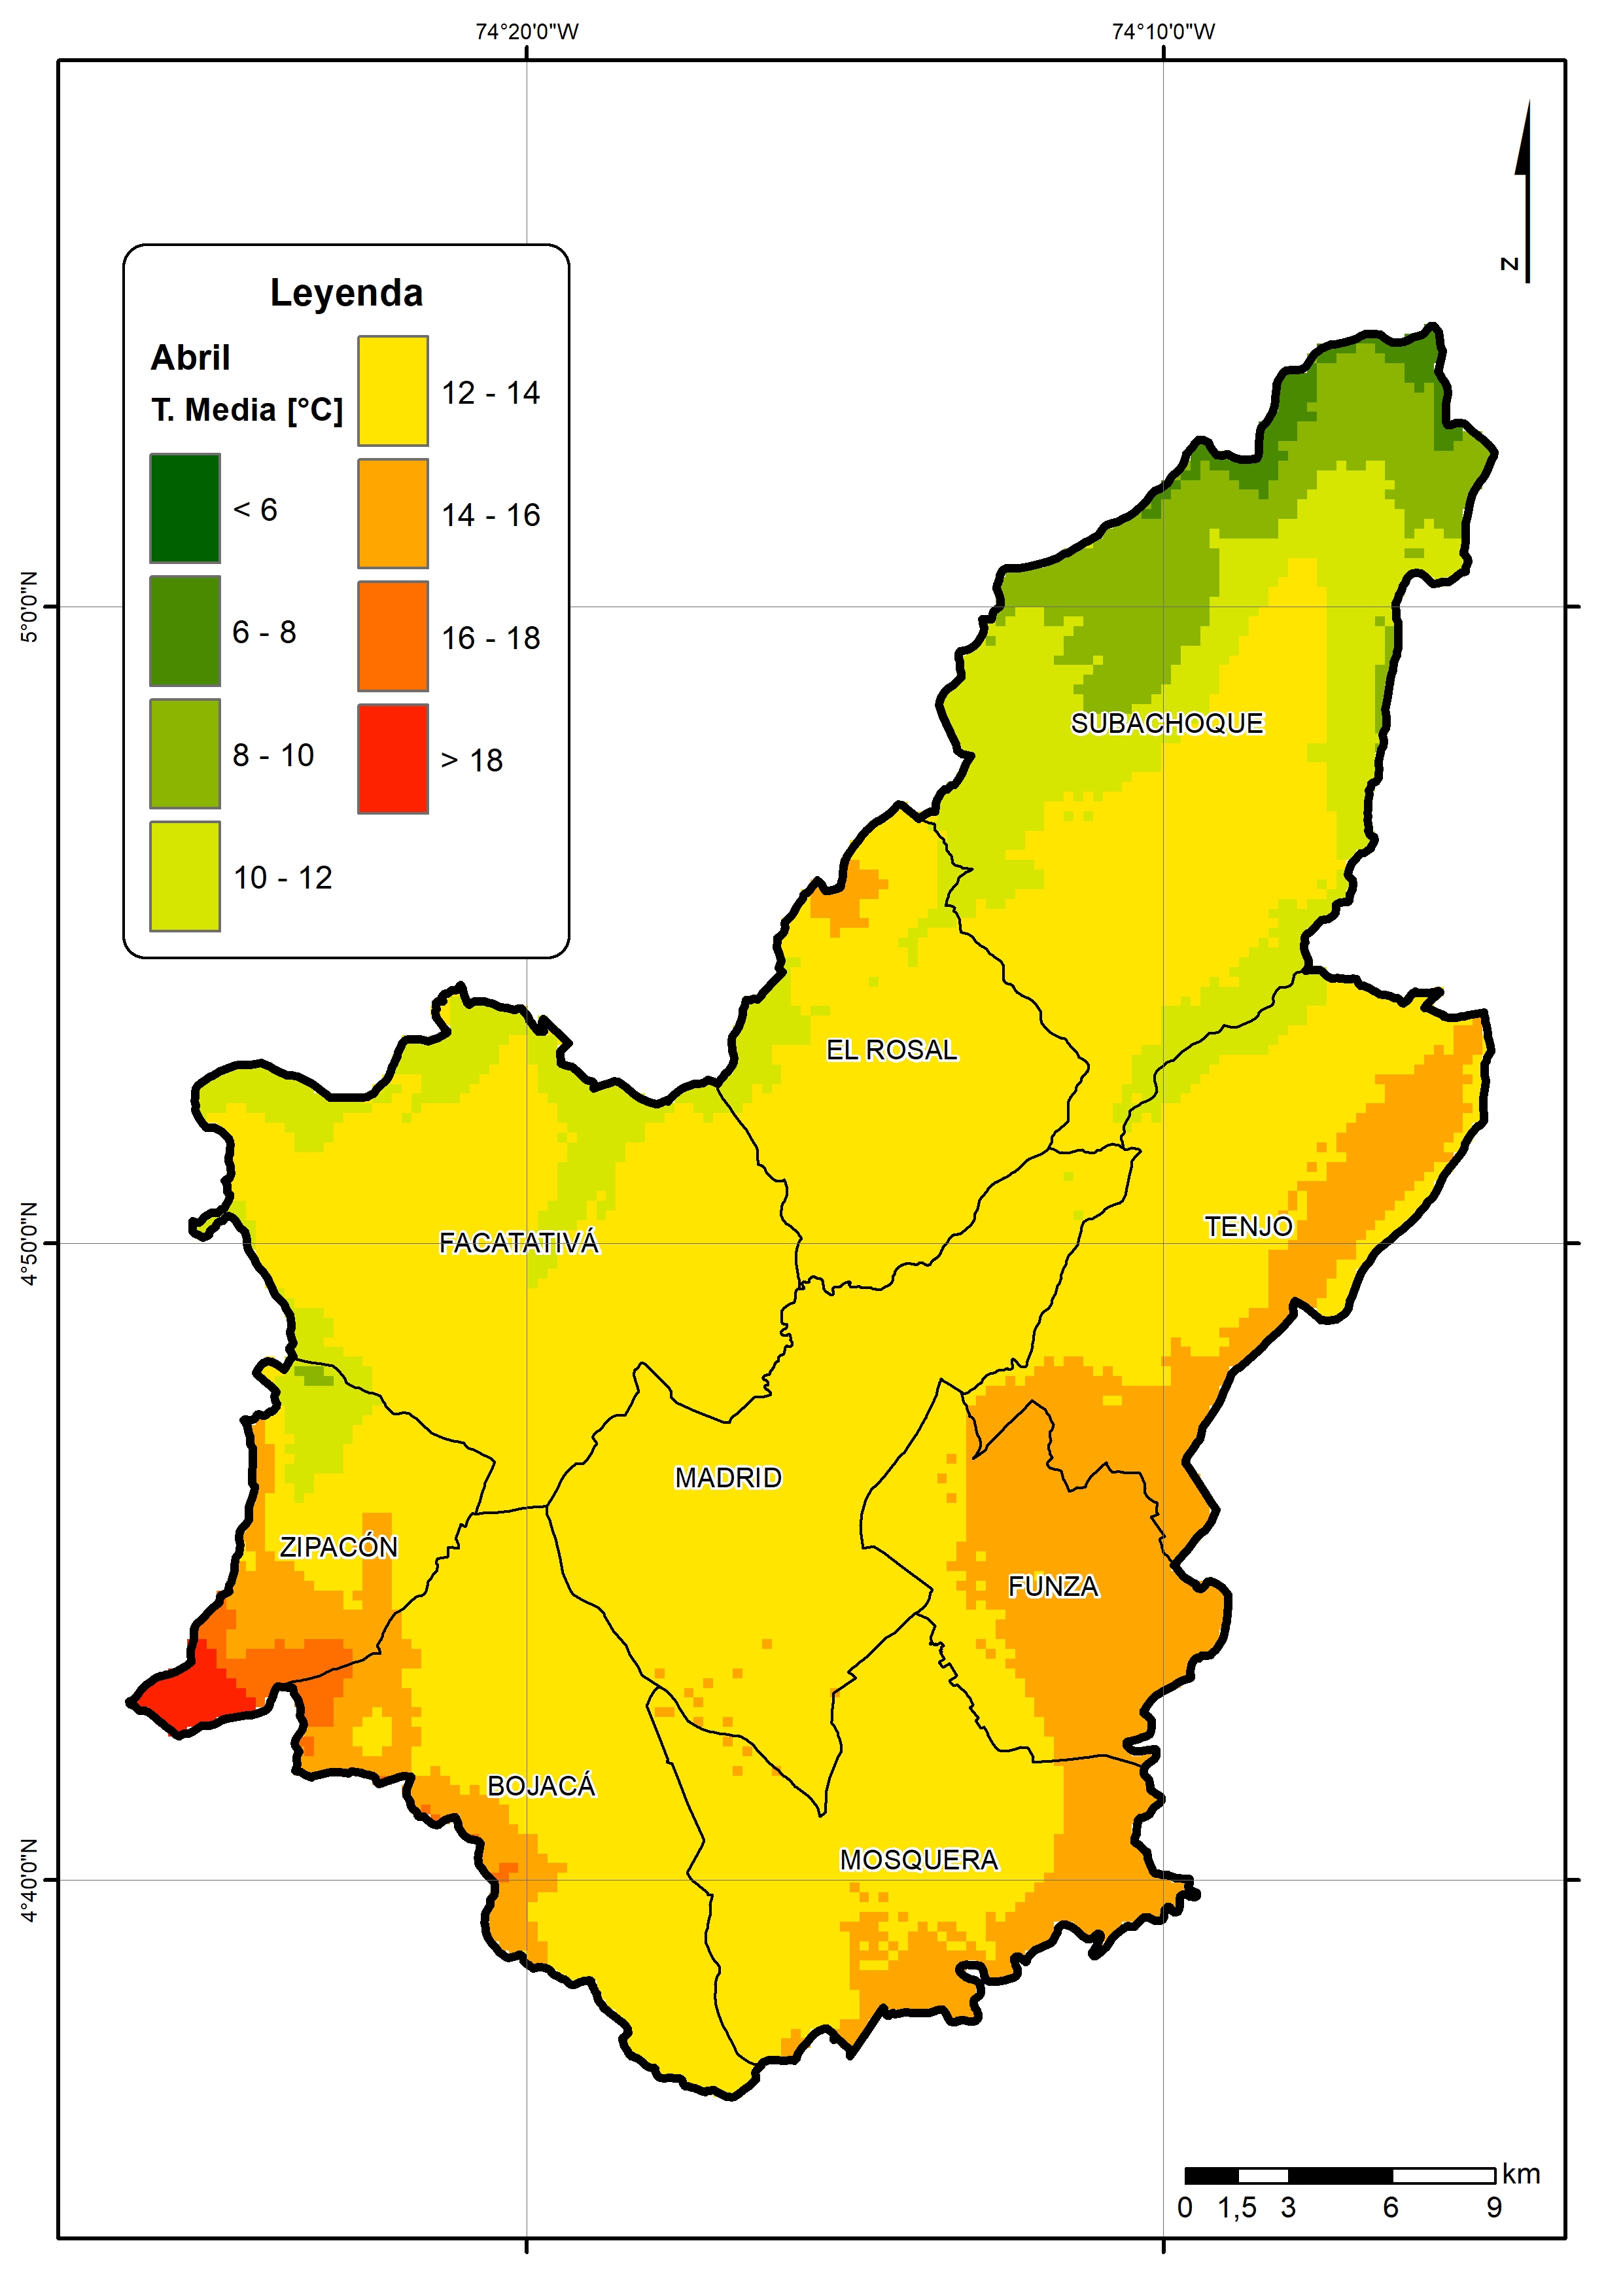 74°20'0"W
74°10'0"W
N
Leyenda
Abril
T. Media [°C]
< 6
6 - 8
8 - 10
10 - 12
12 - 14
14 - 16
16 - 18
> 18
5°0'0"N
4°50'0"N
4°40'0"N
SUBACHOQUE
EL ROSAL
TENJO
FACATATIVÁ
MADRID
ZIPACÓN
FUNZA
BOJACÁ
MOSQUERA
km
0 1,5 3 6 9